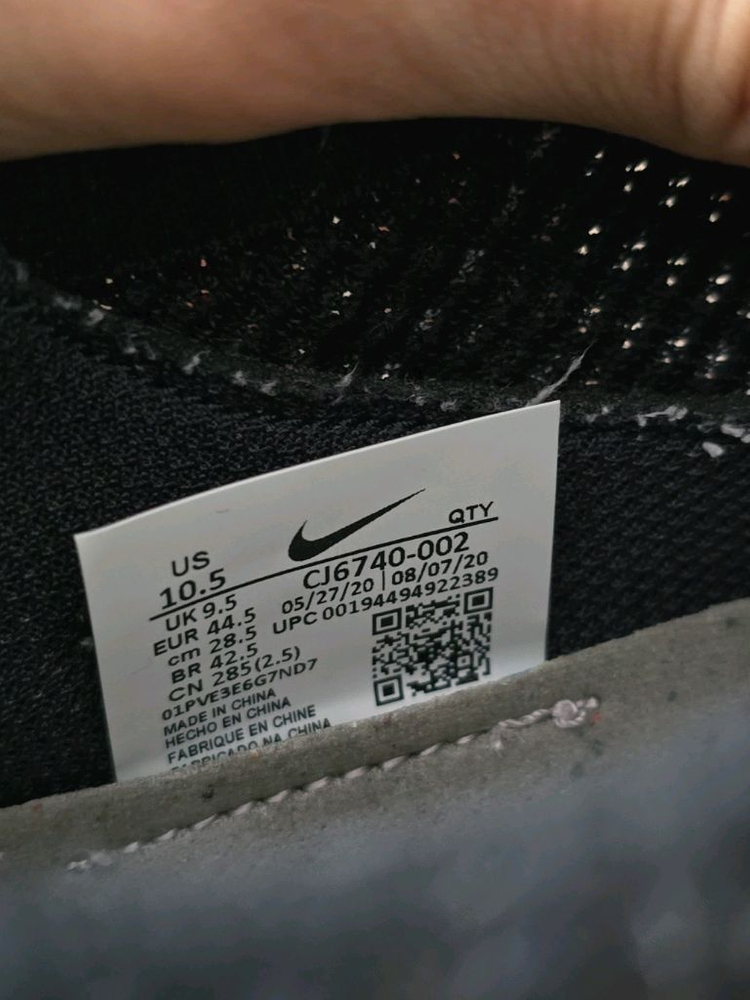 US
10.5
QTY
CJ6740-002
UK 9.5
05/27/20 | 08/07/20
EUR 44.5
UPC 00194494922389
cm 28.5
BR 42.5
CN 285(2.5)
01PVE3E6G7ND7
MADE IN CHINA
HECHO EN CHINA
FABRIQUE EN CHINE
FABRICADO NA CHINA